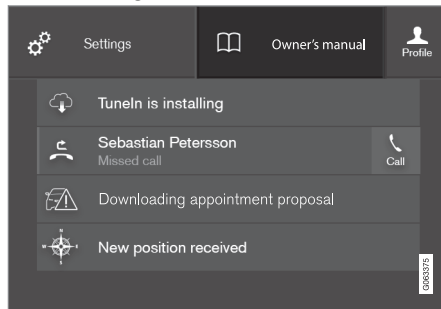 Settings
Owner's manual
Profile
TuneIn is installing
Sebastian Petersson
Missed call
Call
Downloading appointment proposal
N
W
E
S
New position received
G063375